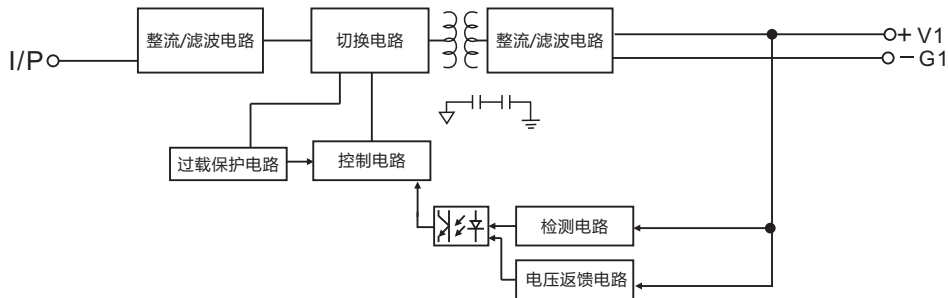 整流/滤波电路
切换电路
整流/滤波电路
+ V1
I/P
- G1
过载保护电路
控制电路
检测电路
电压返馈电路